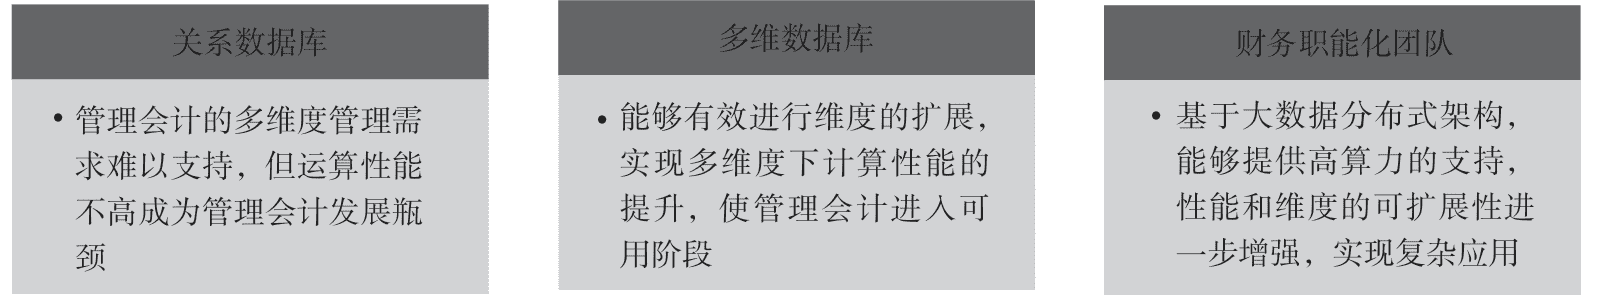 关系数据库
• 管理会计的多维度管理需
求难以支持，但运算性能
不高成为管理会计发展瓶
颈
多维数据库
• 能够有效进行维度的扩展，
实现多维度下计算性能的
提升，使管理会计进入可
用阶段
财务职能化团队
• 基于大数据分布式架构，
能够提供高算力的支持，
性能和维度的可扩展性进
一步增强，实现复杂应用